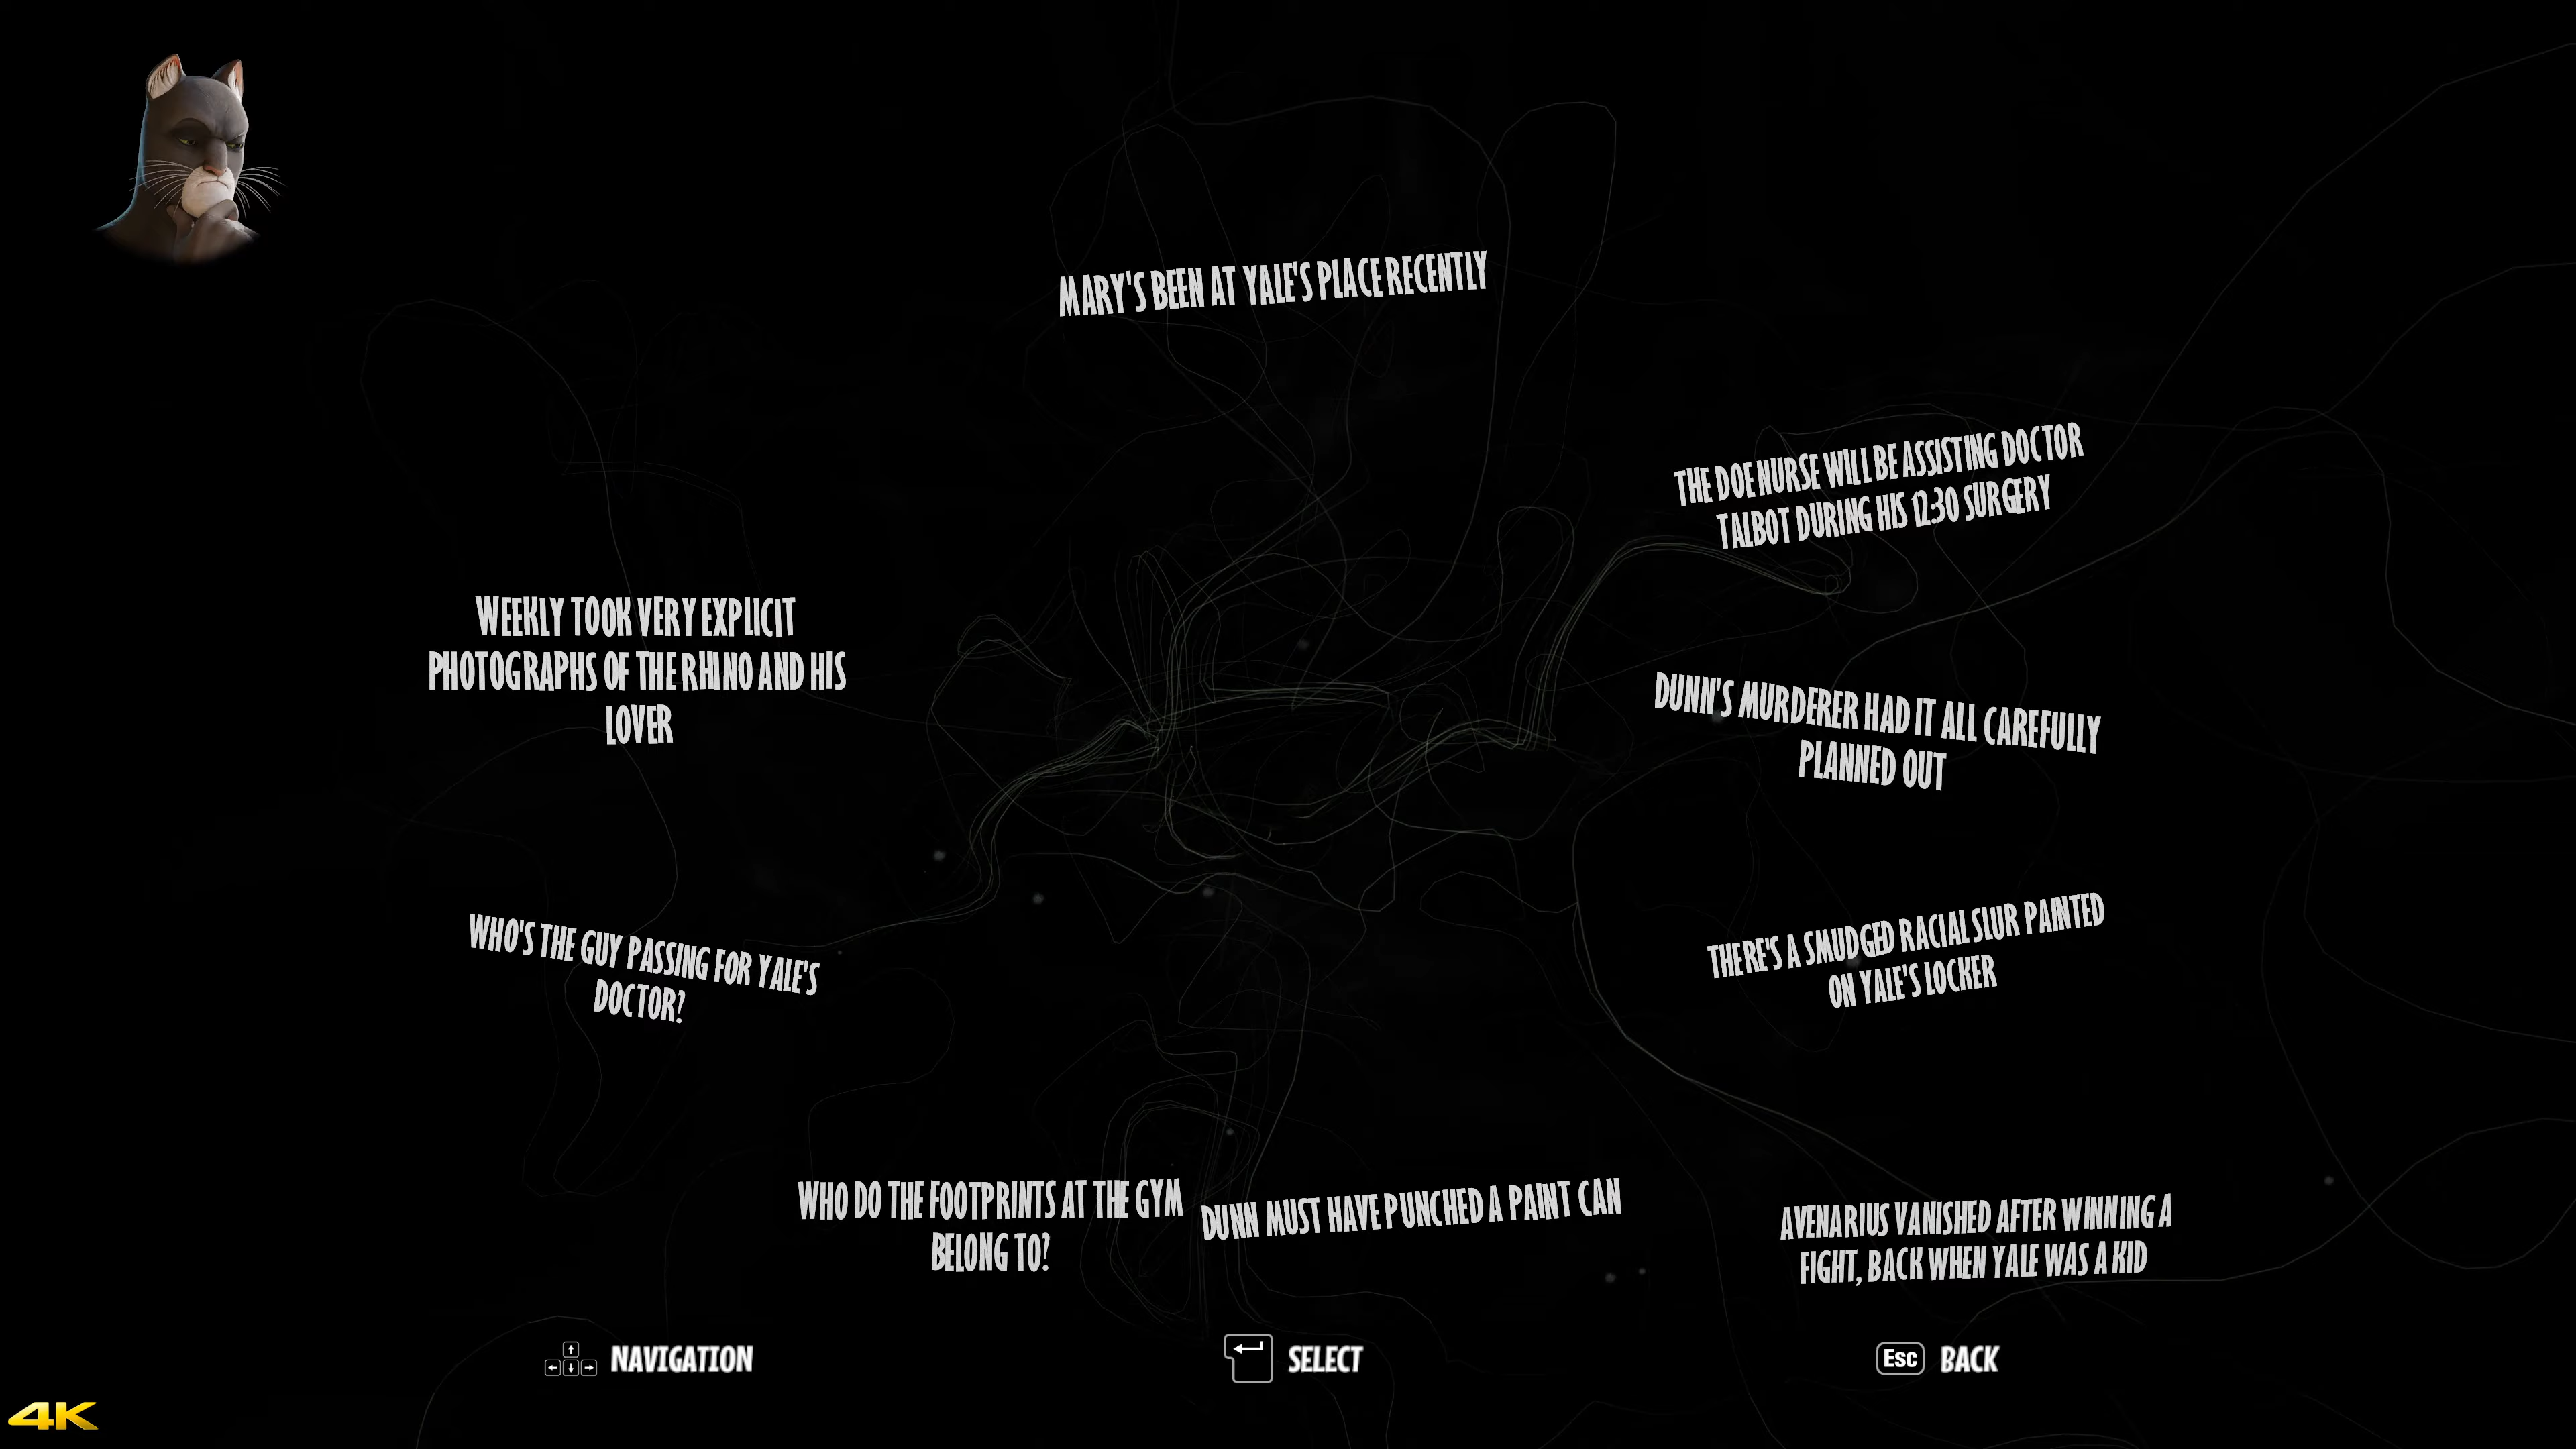 MARY'S BEEN AT YALE'S PLACE RECENTLY
THE DOE NURSE WILL BE ASSISTING DOCTOR
TALBOT DURING HIS 12:30 SURGERY
WEEKLY TOOK VERY EXPLICIT
PHOTOGRAPHS OF THE RHINO AND HIS
LOVER
DUNN'S MURDERER HAD IT ALL CAREFULLY
PLANNED OUT
WHO'S THE GUY PASSING FOR YALE'S
DOCTOR?
THERE'S A SMUDGED RACIAL SLUR PAINTED
ON YALE'S LOCKER
WHO DO THE FOOTPRINTS AT THE GYM
BELONG TO?
DUNN MUST HAVE PUNCHED A PAINT CAN
AVENARIUS VANISHED AFTER WINNING A
FIGHT, BACK WHEN YALE WAS A KID
NAVIGATION
SELECT
Esc BACK
4K